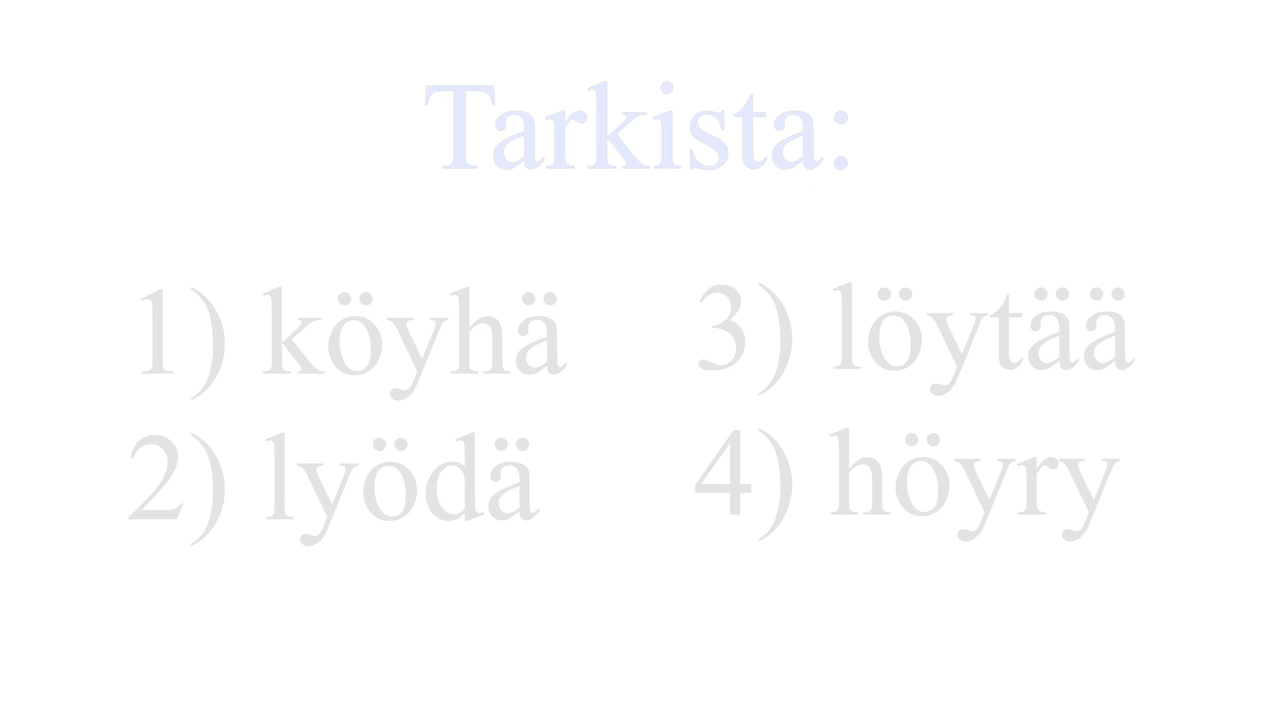 Tarkista:
1) köyhä
2) lyödä
3) löytää
4) höyry